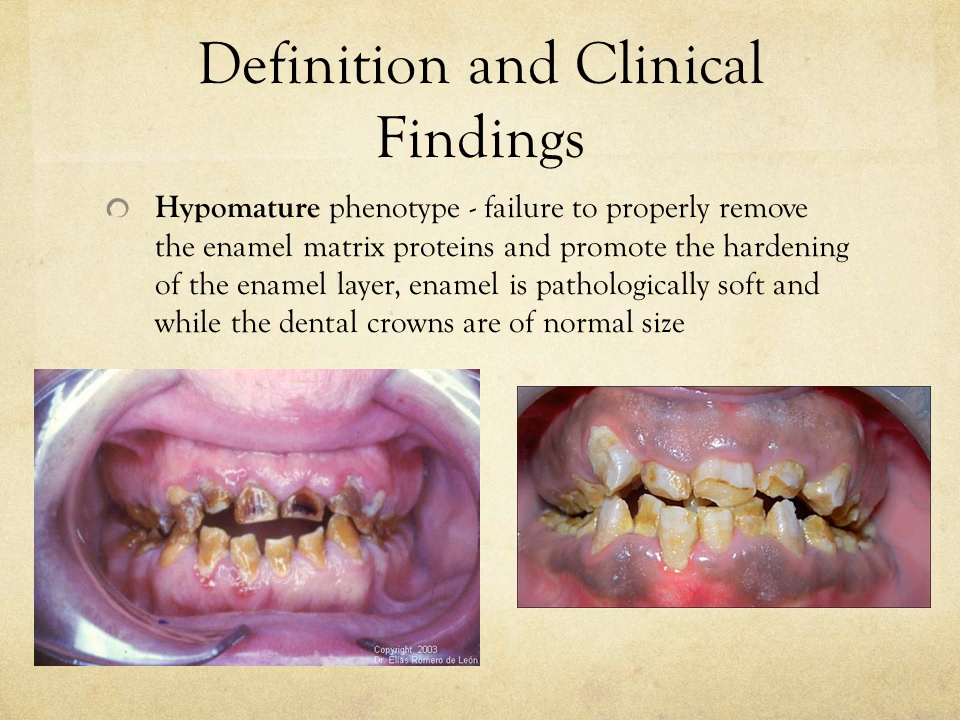 Definition and Clinical
Findings
Hypomature phenotype - failure to properly remove
the enamel matrix proteins and promote the hardening
of the enamel layer, enamel is pathologically soft and
while the dental crowns are of normal size
Copyright, 2003
Dr. Elías Romero de León